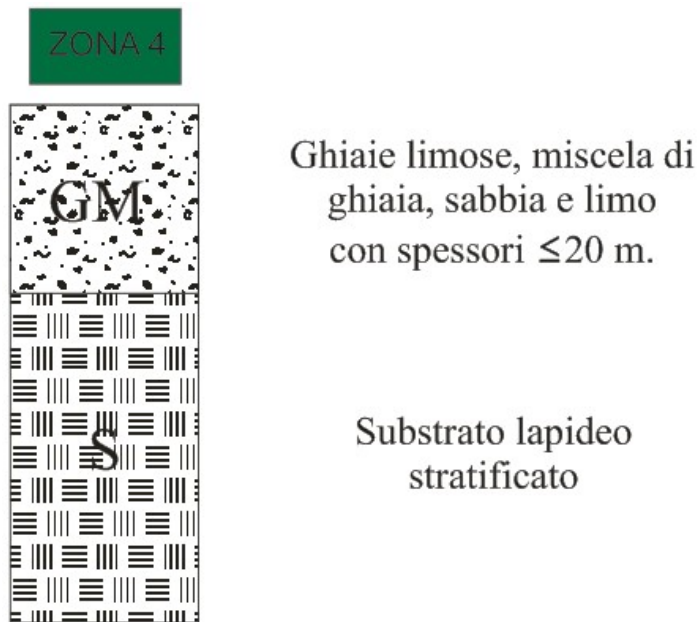 ZONA 4
GM
Ghiaie limose, miscela di
ghiaia, sabbia e limo
con spessori ≤20 m.
S
Substrato lapideo
stratificato